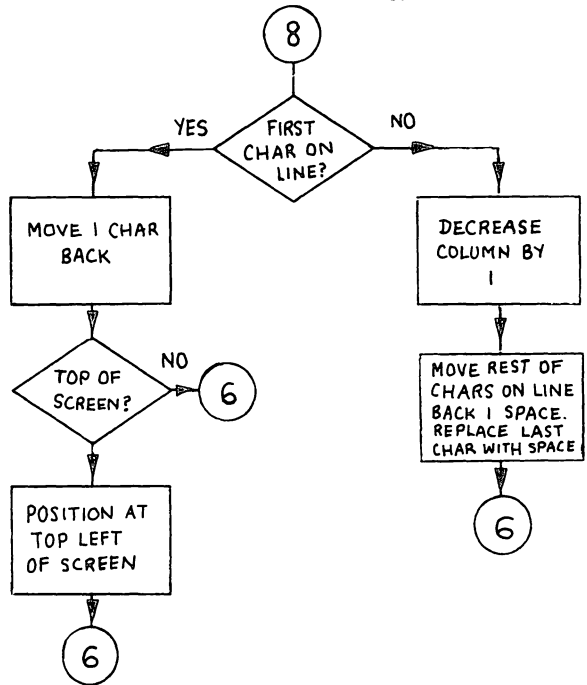 8
FIRST
CHAR ON
LINE?
YES
NO
MOVE 1 CHAR
BACK
TOP OF
SCREEN?
NO
6
POSITION AT
TOP LEFT
OF SCREEN
6
DECREASE
COLUMN BY
1
MOVE REST OF
CHARS ON LINE
BACK 1 SPACE.
REPLACE LAST
CHAR WITH SPACE
6